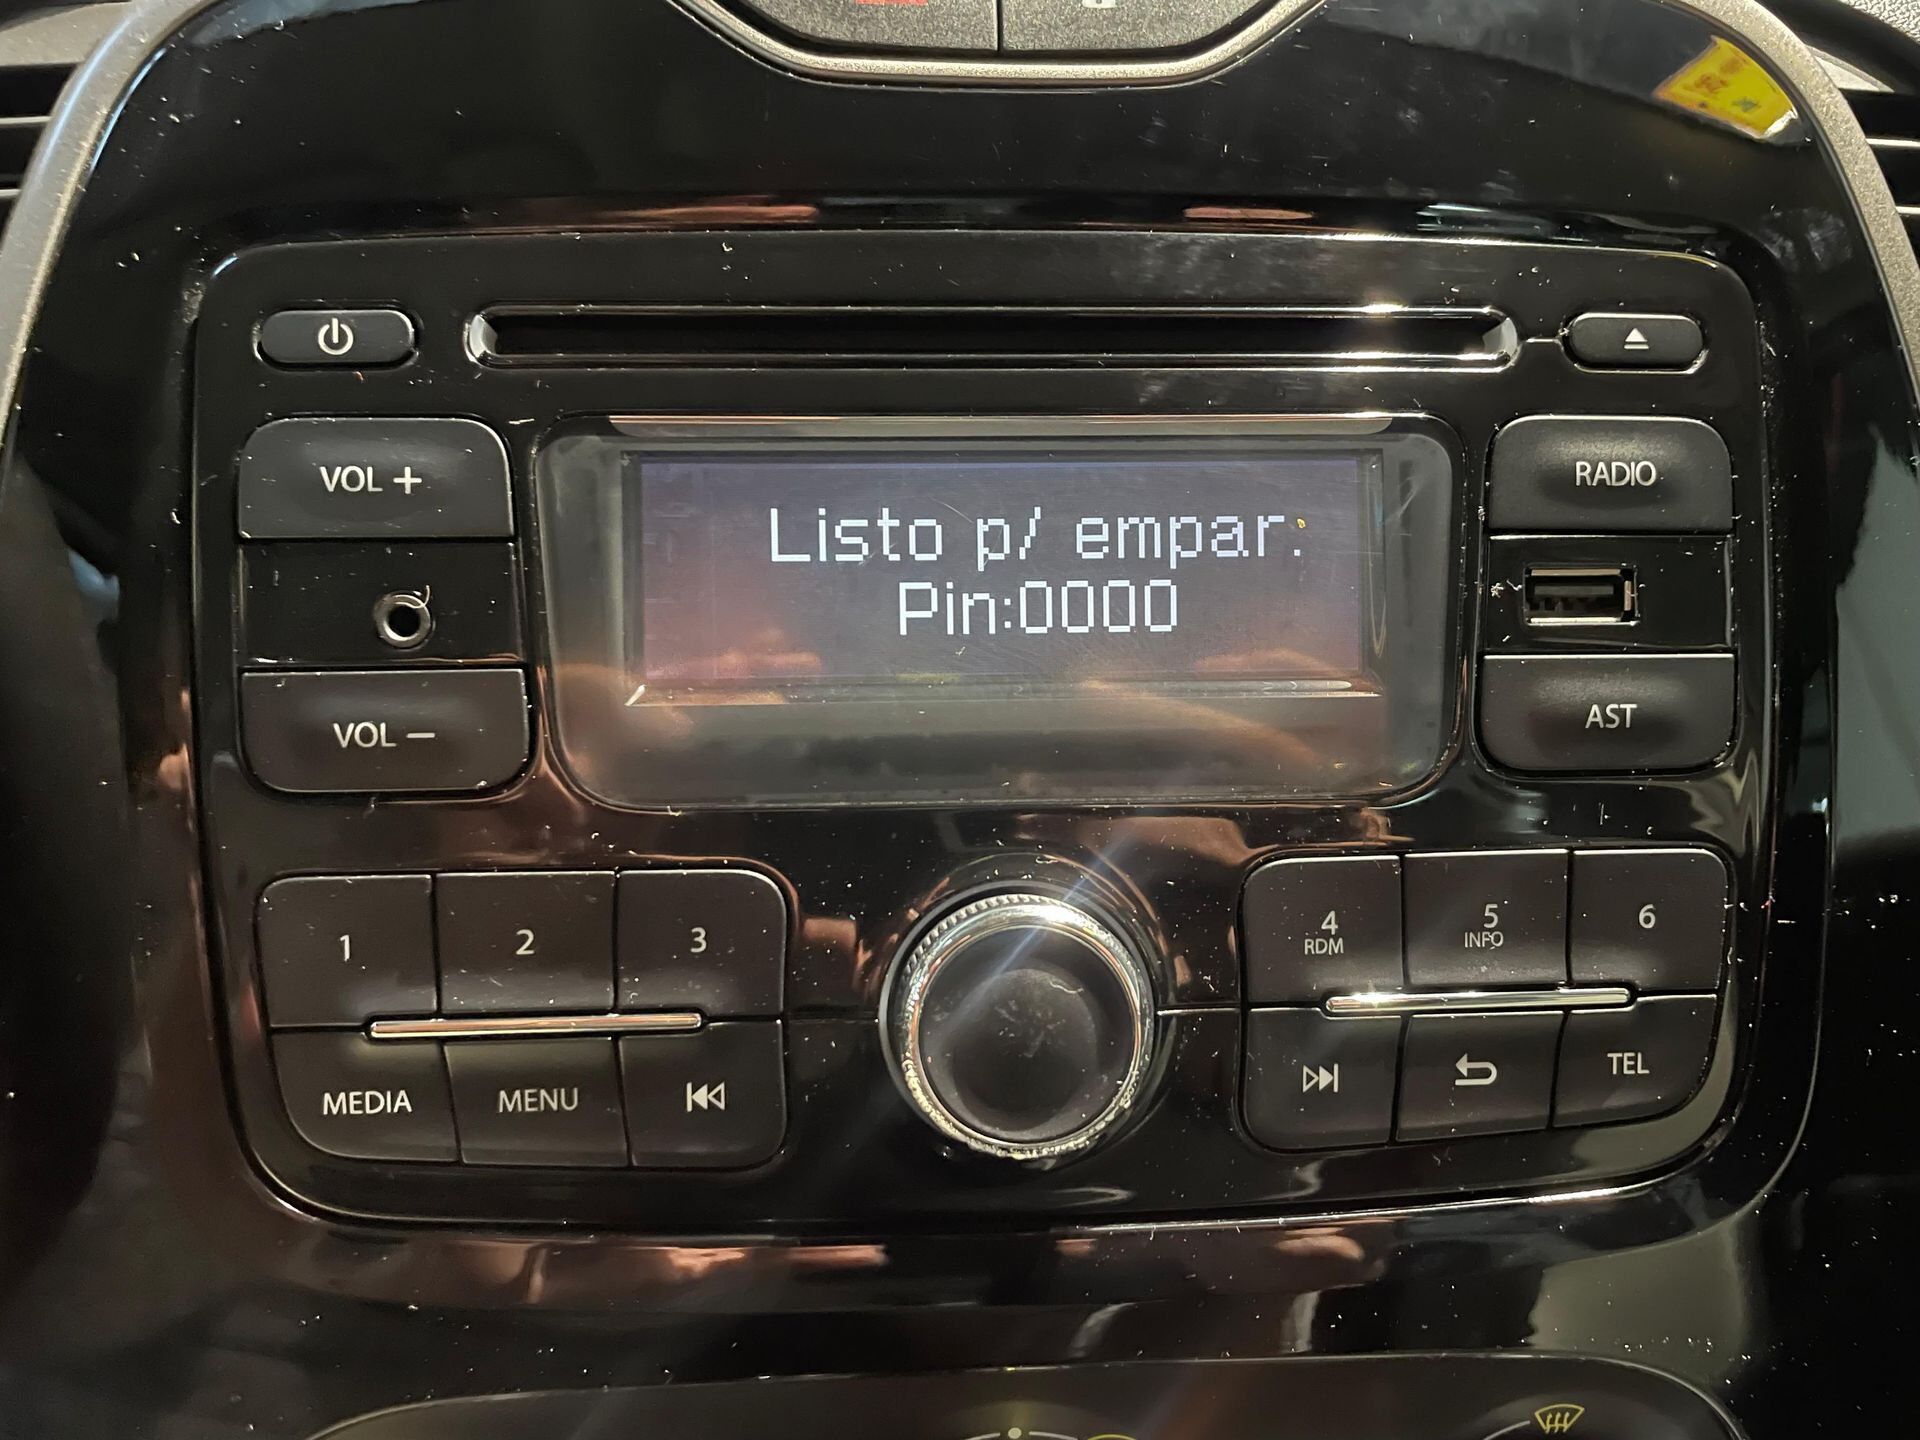 VOL +
VOL −
Listo p/ empar.
Pin:0000
RADIO
AST
1
2
3
4
RDM
5
INFO
6
MEDIA
MENU
TEL